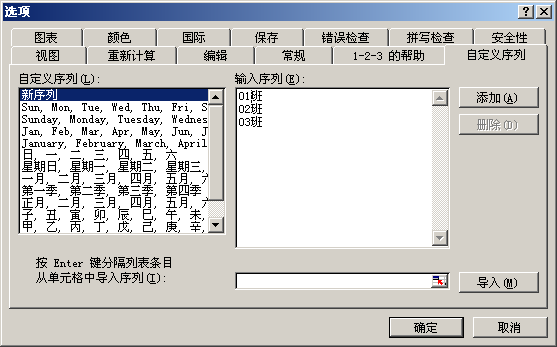 选项
图表 颜色 国际 保存 错误检查 拼写检查 安全性
视图 重新计算 编辑 常规 1-2-3 的帮助 自定义序列
自定义序列(L): 输入序列(E):
新序列
Sun, Mon, Tue, Wed, Thu, Fri, S
Sunday, Monday, Tuesday, Wednes
Jan, Feb, Mar, Apr, May, Jun, J
January, February, March, April
日, 一, 二, 三, 四, 五, 六
星期日, 星期一, 星期二, 星期三,
一月, 二月, 三月, 四月, 五月, 六
第一季, 第二季, 第三季, 第四季
正月, 二月, 三月, 四月, 五月, 六
子, 丑, 寅, 卯, 辰, 巳, 午, 未,
甲, 乙, 丙, 丁, 戊, 己, 庚, 辛,
01班
02班
03班
添加(A)
删除(D)
按 Enter 键分隔列表条目
从单元格中导入序列(I): 导入(M)
确定 取消